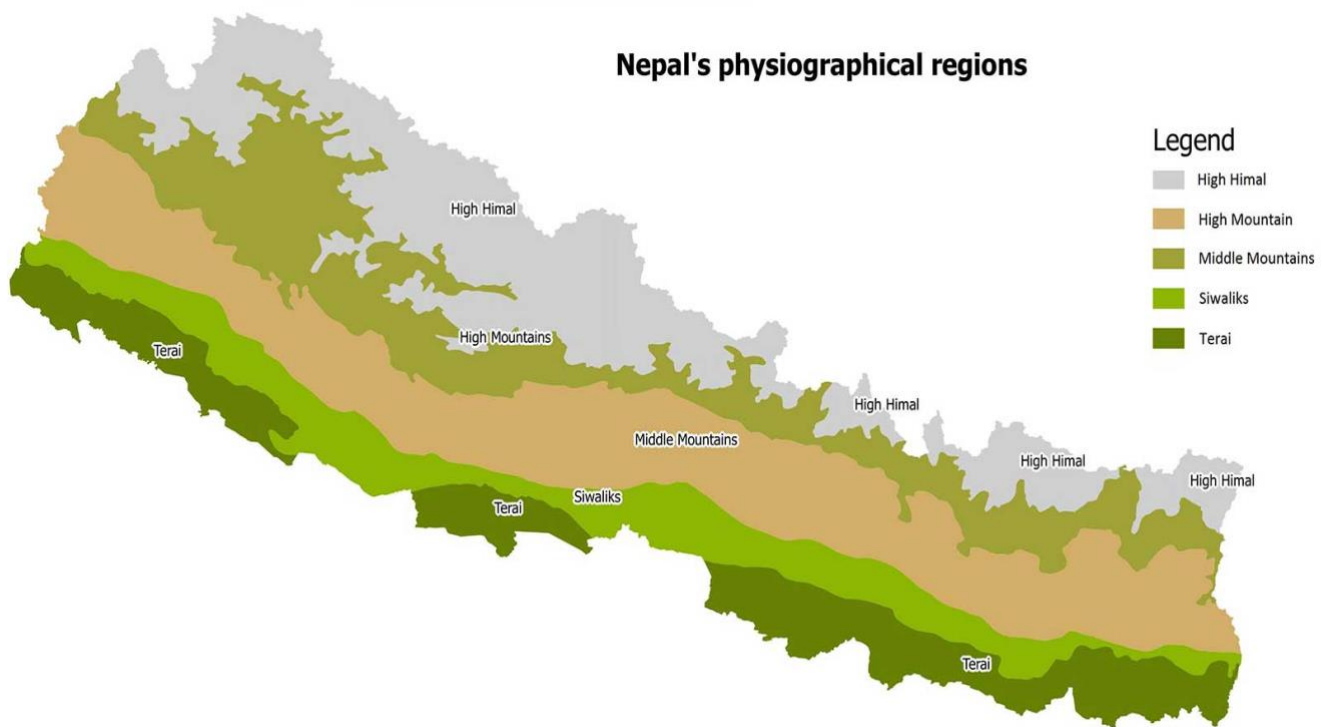 Nepal's physiographical regions
Legend
High Himal
High Mountain
Middle Mountains
Siwaliks
Terai
High Himal
High Mountains
Terai
High Himal
Middle Mountains
High Himal
High Himal
Siwaliks
Terai
Terai